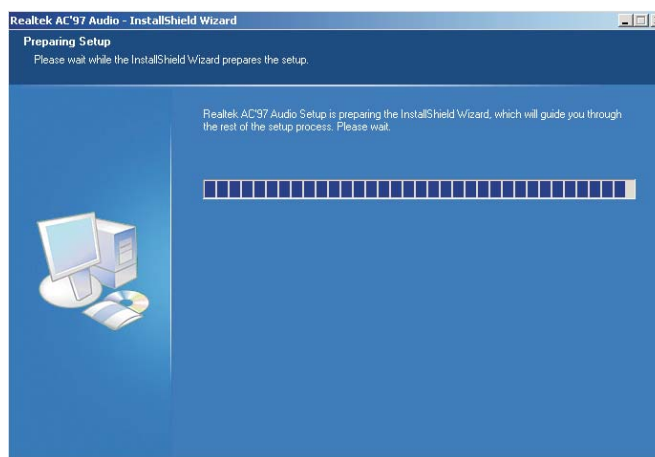 Realtek AC'97 Audio - InstallShield Wizard
Preparing Setup
Please wait while the InstallShield Wizard prepares the setup.
Realtek AC'97 Audio Setup is preparing the InstallShield Wizard, which will guide you through
the rest of the setup process. Please wait.